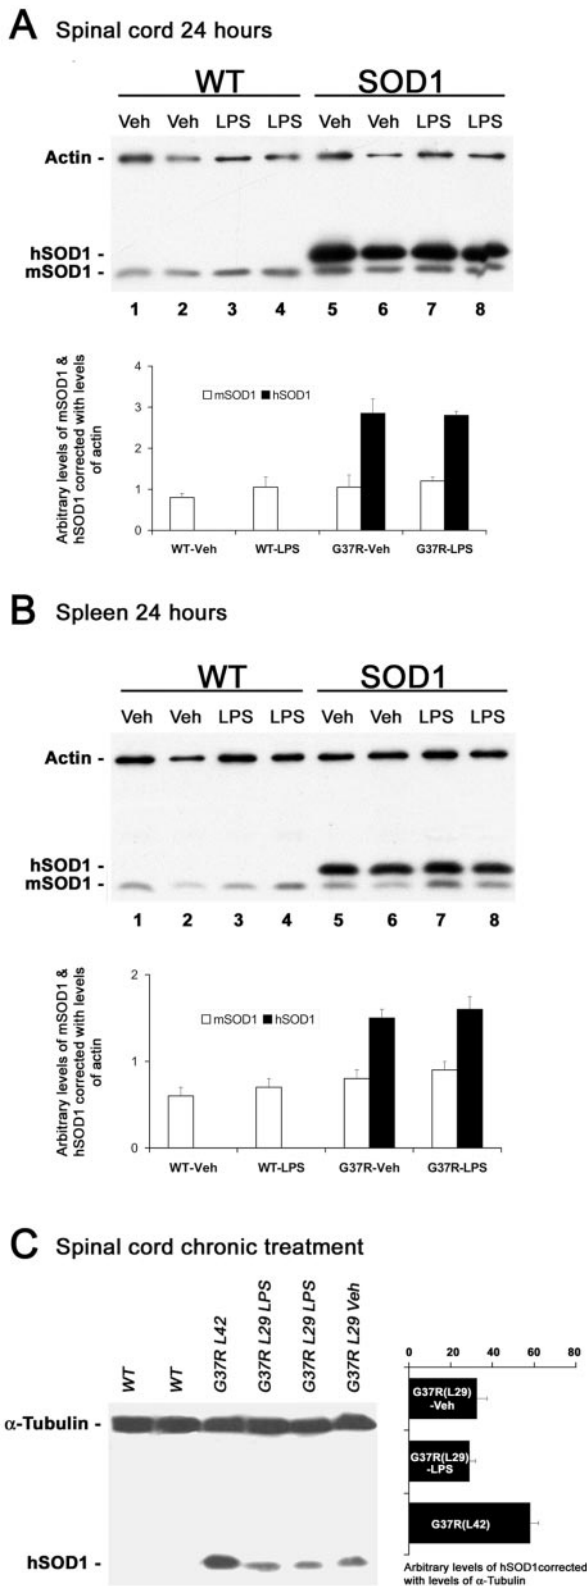 A Spinal cord 24 hours
WT SOD1
Veh Veh LPS LPS Veh Veh LPS LPS
Actin -
hSOD1 -
mSOD1 -
1 2 3 4 5 6 7 8
Arbitrary levels of mSOD1 &
hSOD1 corrected with levels
of actin
4
3
2
1
0
mSOD1 hSOD1
WT-Veh WT-LPS G37R-Veh G37R-LPS
B Spleen 24 hours
WT SOD1
Veh Veh LPS LPS Veh Veh LPS LPS
Actin -
hSOD1 -
mSOD1 -
1 2 3 4 5 6 7 8
Arbitrary levels of mSOD1 &
hSOD1 corrected with levels
of actin
2
1
0
mSOD1 hSOD1
WT-Veh WT-LPS G37R-Veh G37R-LPS
C Spinal cord chronic treatment
WT
WT
G37R L42
G37R L29 LPS
G37R L29 LPS
G37R L29 Veh
α-Tubulin -
hSOD1 -
0 20 40 60 80
G37R(L29)
-Veh
G37R(L29)
-LPS
G37R(L42)
Arbitrary levels of hSOD1corrected
with levels of α-Tubulin